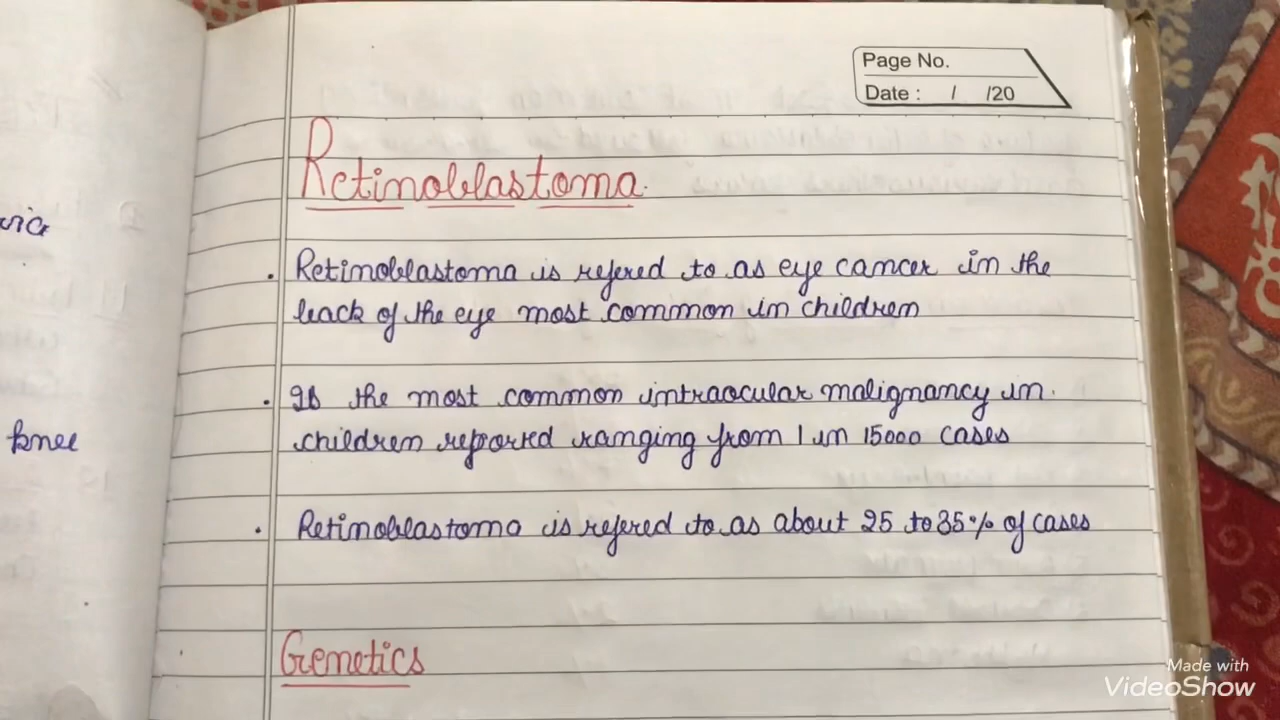 Page No.
Date : / /20
Retinoblastoma.
. Retinoblastoma is refered to as eye cancer in the
back of the eye most common in children
. It the most common intraocular malignancy in.
children reported ranging from 1 in 15000 cases
. Retinoblastoma is refered to as about 25 to 35% of cases
knee
Genetics
Made with
VideoShow